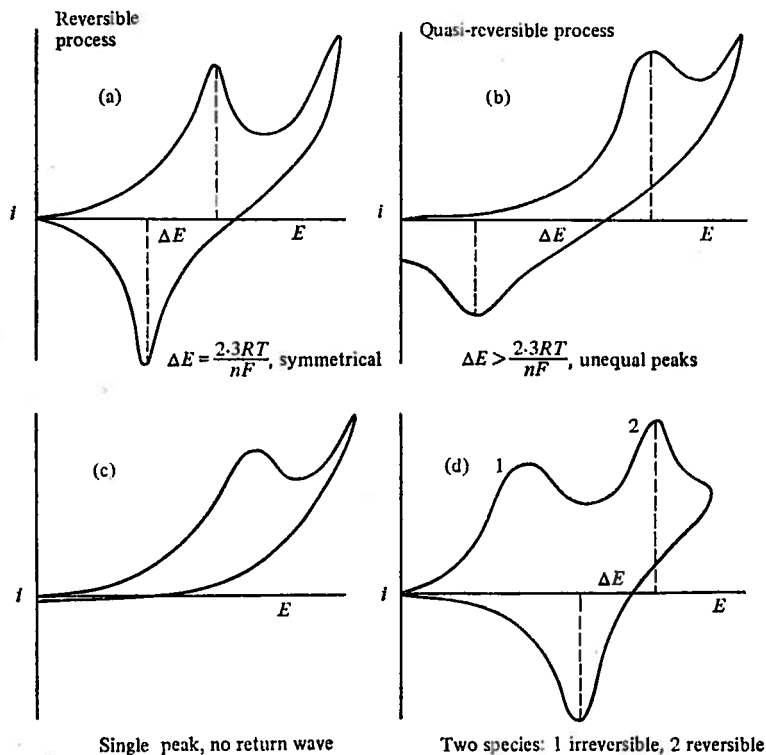 Reversible
process
(a)
i
ΔE
E
ΔE = 2·3RT/nF, symmetrical
Quasi-reversible process
(b)
i
ΔE
E
ΔE > 2·3RT/nF, unequal peaks
(c)
i
E
Single peak, no return wave
(d)
1
2
i
ΔE
E
Two species: 1 irreversible, 2 reversible